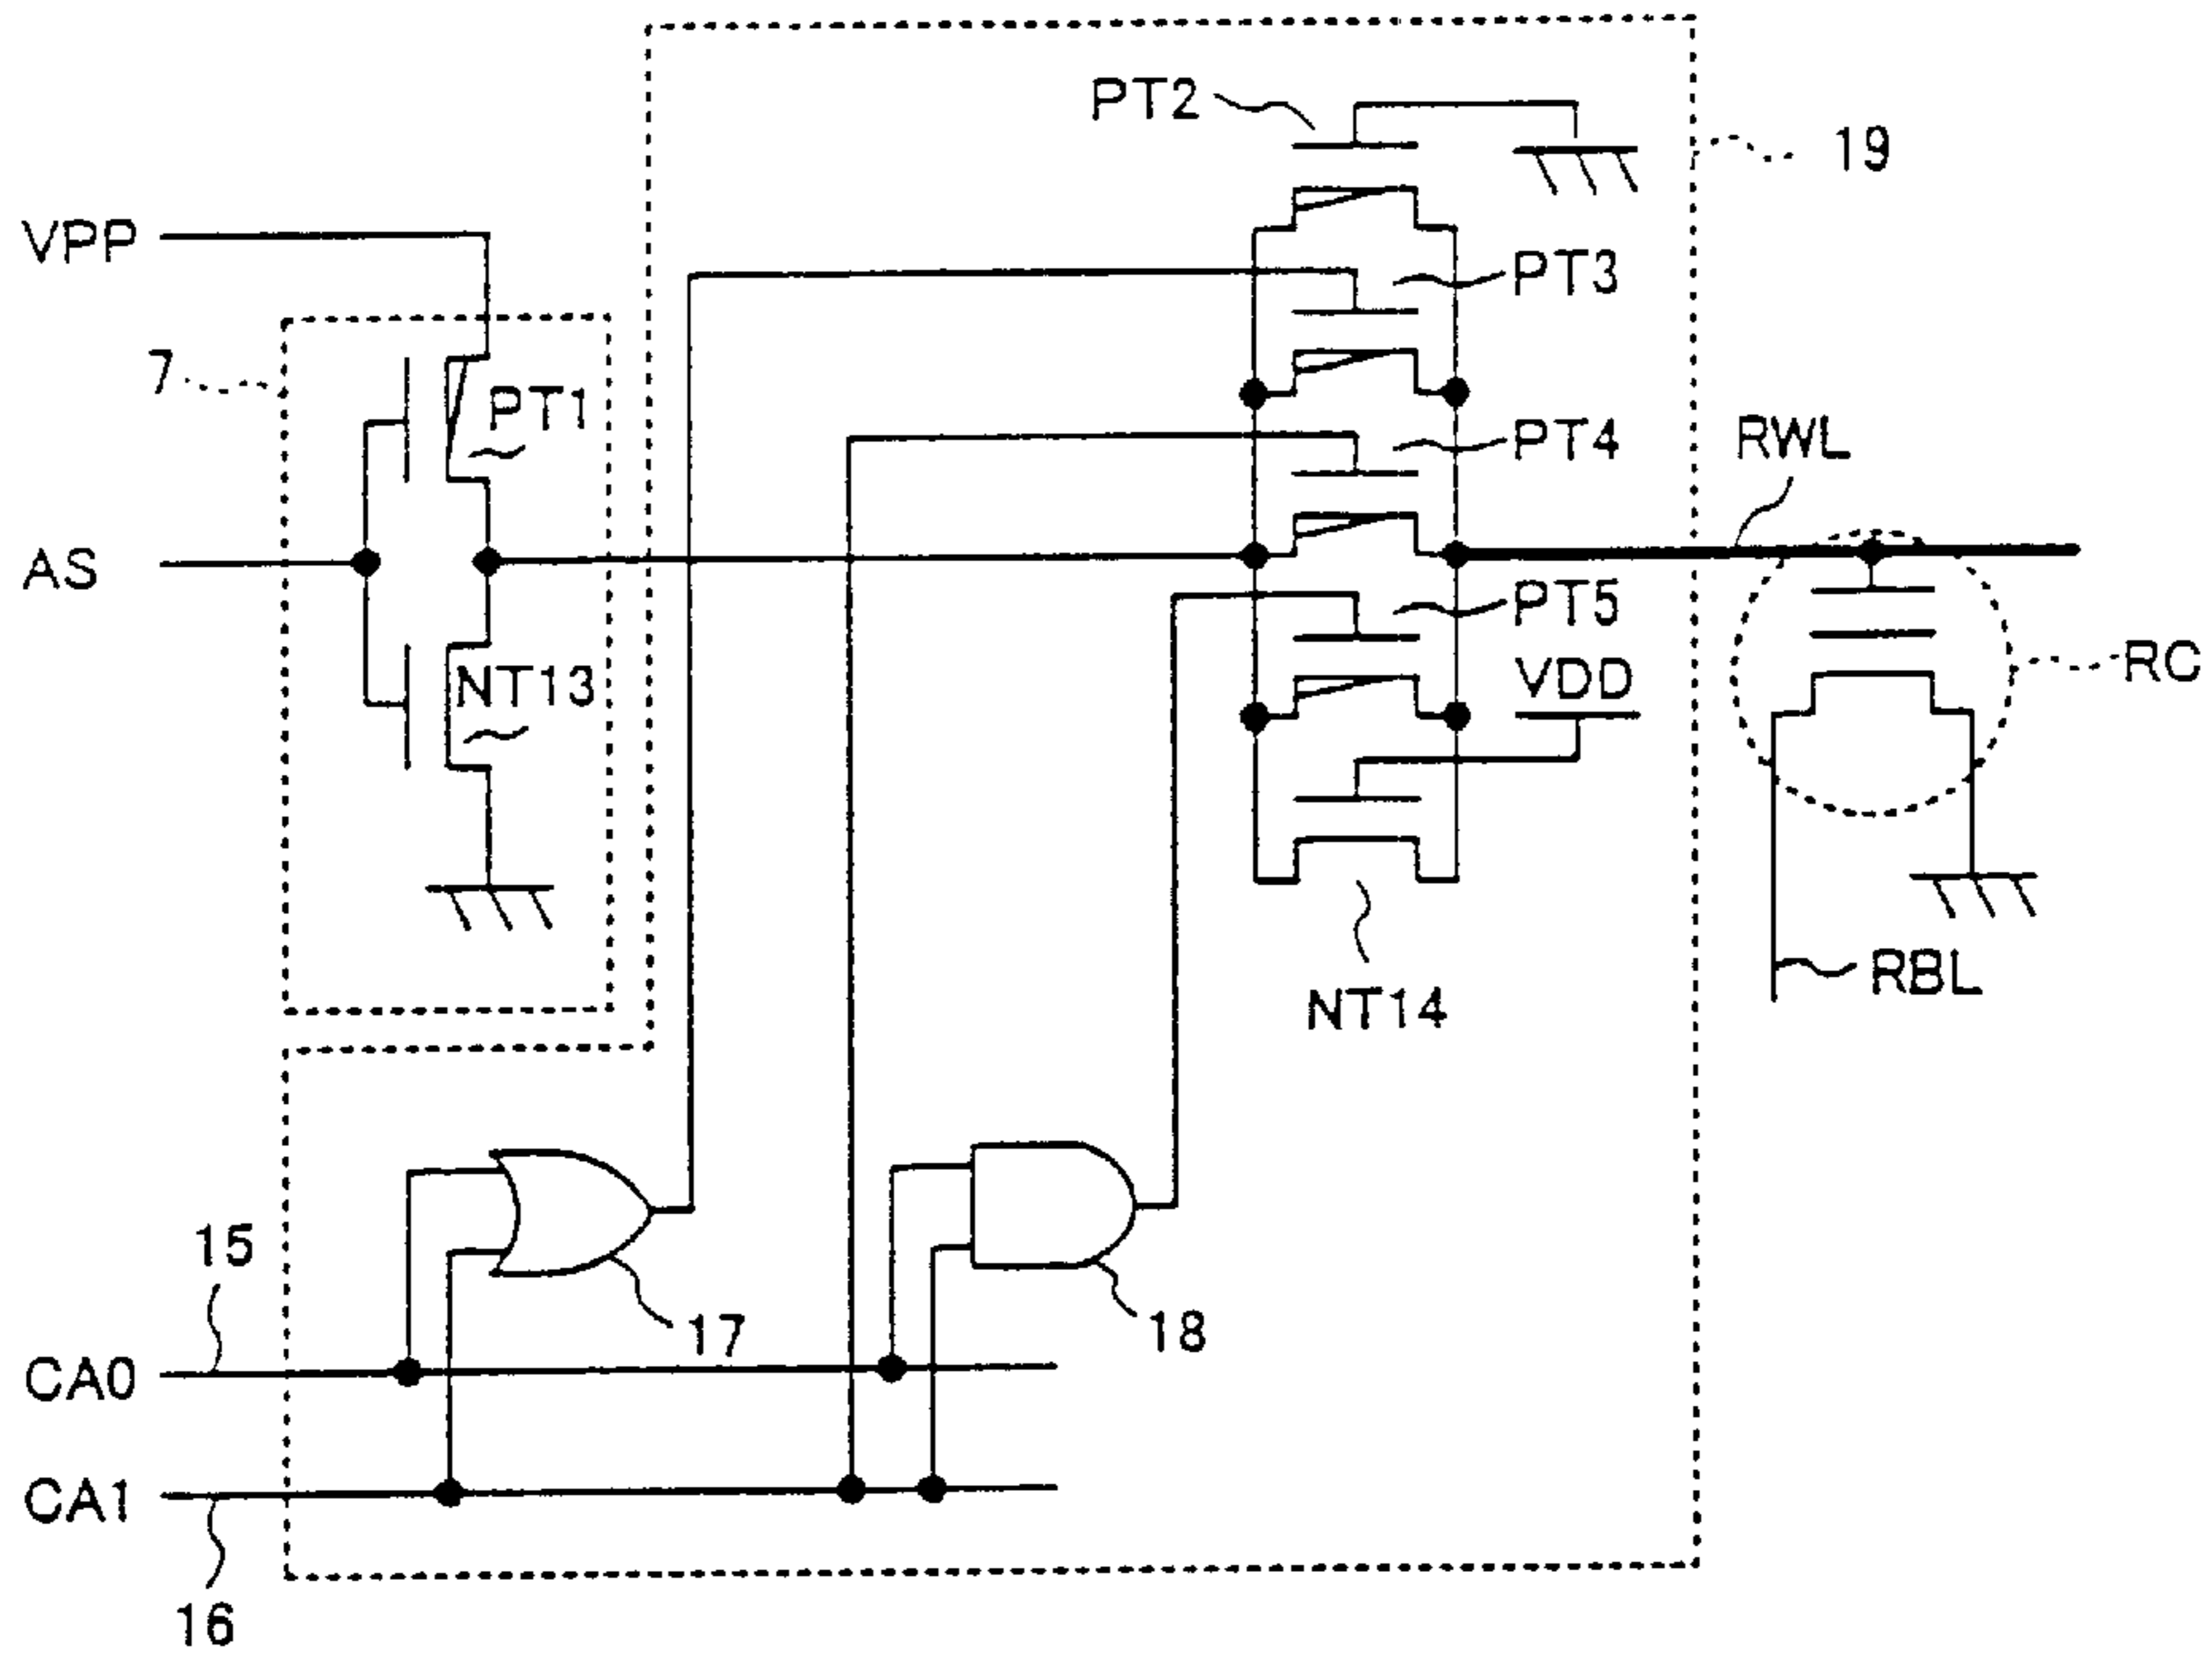 PT2
19
VPP
PT3
7
PT1
PT4
RWL
AS
PT5
NT13
VDD
RC
RBL
NT14
15
17
18
CA0
CA1
16